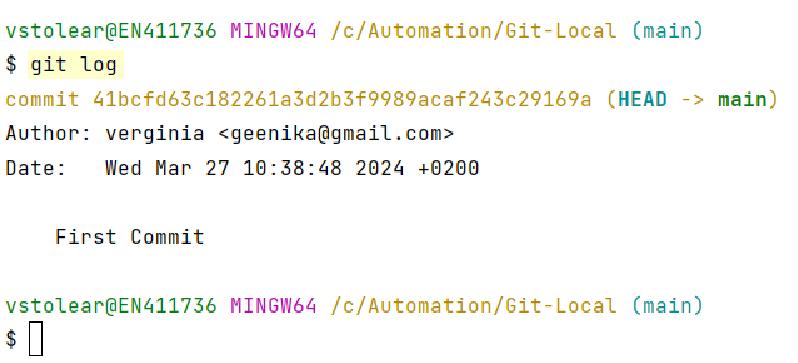 vstolear@EN411736 MINGW64 /c/Automation/Git-Local (main)
$ git log
commit 41bcfd63c182261a3d2b3f9989acaf243c29169a (HEAD -> main)
Author: verginia <geenika@gmail.com>
Date:   Wed Mar 27 10:38:48 2024 +0200
    First Commit
vstolear@EN411736 MINGW64 /c/Automation/Git-Local (main)
$